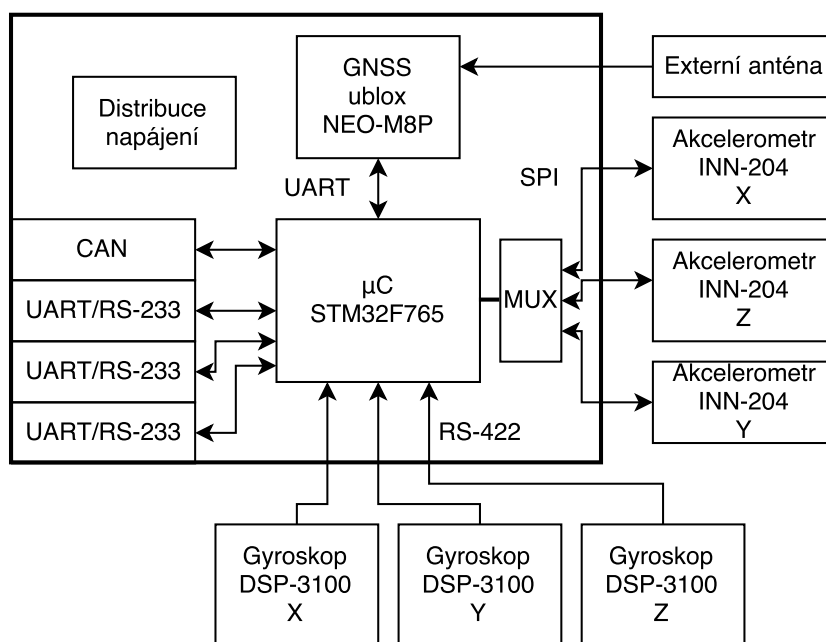 GNSS
ublox
NEO-M8P
Externí anténa
Distribuce
napájení
Akcelerometr
INN-204
X
UART
SPI
CAN
µC
STM32F765
MUX
Akcelerometr
INN-204
Z
UART/RS-233
UART/RS-233
Akcelerometr
INN-204
Y
UART/RS-233
RS-422
Gyroskop
DSP-3100
X
Gyroskop
DSP-3100
Y
Gyroskop
DSP-3100
Z